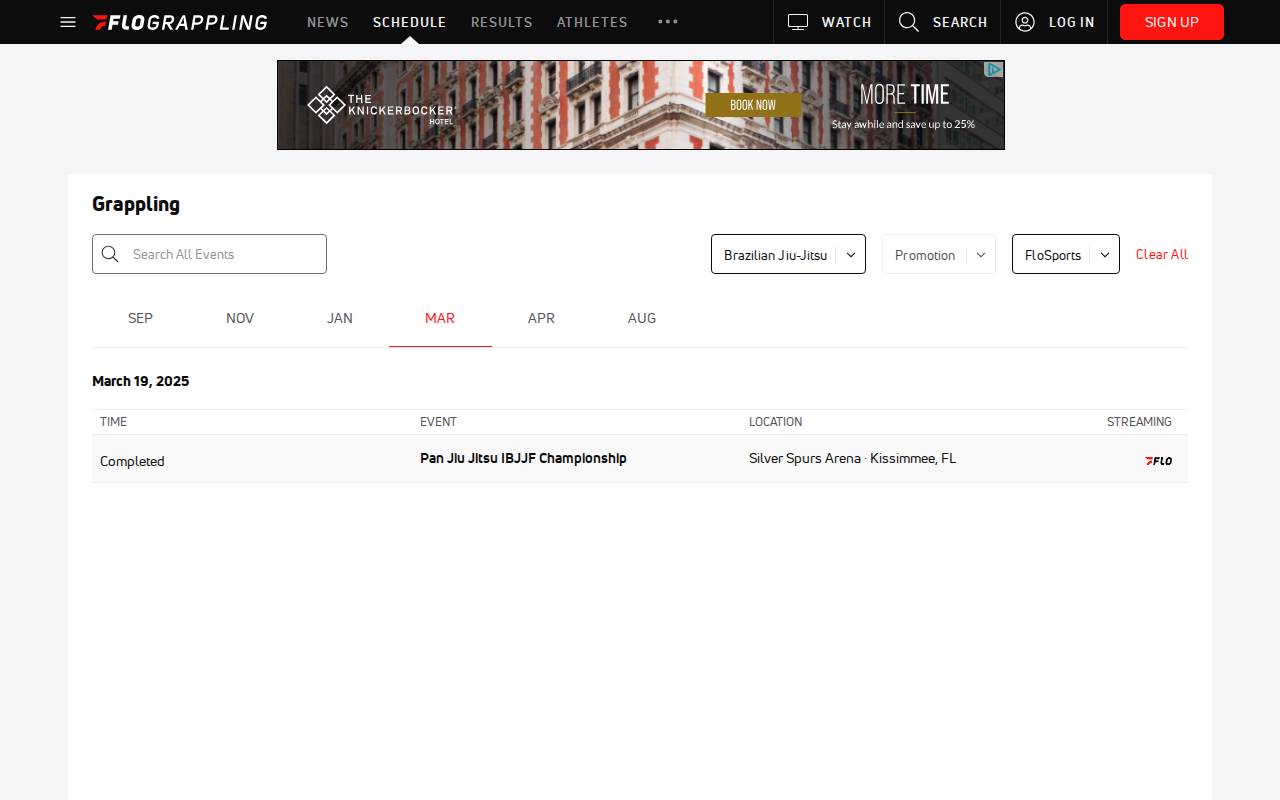 FLOGRAPPLING NEWS SCHEDULE RESULTS ATHLETES WATCH SEARCH LOG IN SIGN UP
THE
KNICKERBOCKER
HOTEL
BOOK NOW
MORE TIME
Stay awhile and save up to 25%
Grappling
Search All Events
Brazilian Jiu-Jitsu
Promotion
FloSports
Clear All
SEP NOV JAN MAR APR AUG
March 19, 2025
TIME EVENT LOCATION STREAMING
Completed Pan Jiu Jitsu IBJJF Championship Silver Spurs Arena · Kissimmee, FL FLO